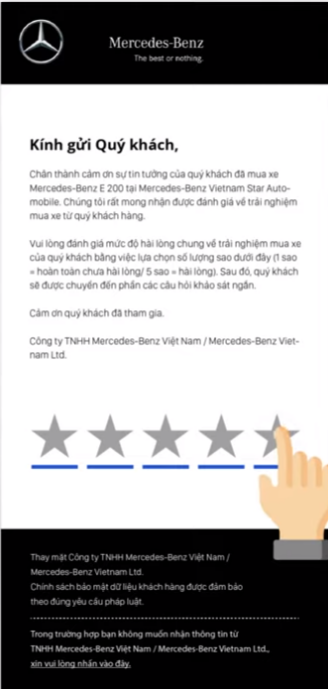 Mercedes-Benz
The best or nothing.
Kính gửi Quý khách,
Chân thành cảm ơn sự tin tưởng của quý khách đã mua xe
Mercedes-Benz E 200 tại Mercedes-Benz Vietnam Star Auto-
mobile. Chúng tôi rất mong nhận được đánh giá về trải nghiệm
mua xe từ quý khách hàng.
Vui lòng đánh giá mức độ hài lòng chung về trải nghiệm mua xe
của quý khách bằng việc lựa chọn số lượng sao dưới đây (1 sao
= hoàn toàn chưa hài lòng/ 5 sao = hài lòng). Sau đó, quý khách
sẽ được chuyển đến phần các câu hỏi khảo sát ngắn.
Cảm ơn quý khách đã tham gia.
Công ty TNHH Mercedes-Benz Việt Nam / Mercedes-Benz Viet-
nam Ltd.
Thay mặt Công ty TNHH Mercedes-Benz Việt Nam /
Mercedes-Benz Vietnam Ltd.
Chính sách bảo mật dữ liệu khách hàng được đảm bảo
theo đúng yêu cầu pháp luật.
Trong trường hợp bạn không muốn nhận thông tin từ
TNHH Mercedes-Benz Việt Nam / Mercedes-Benz Vietnam Ltd.,
xin vui lòng nhấn vào đây.